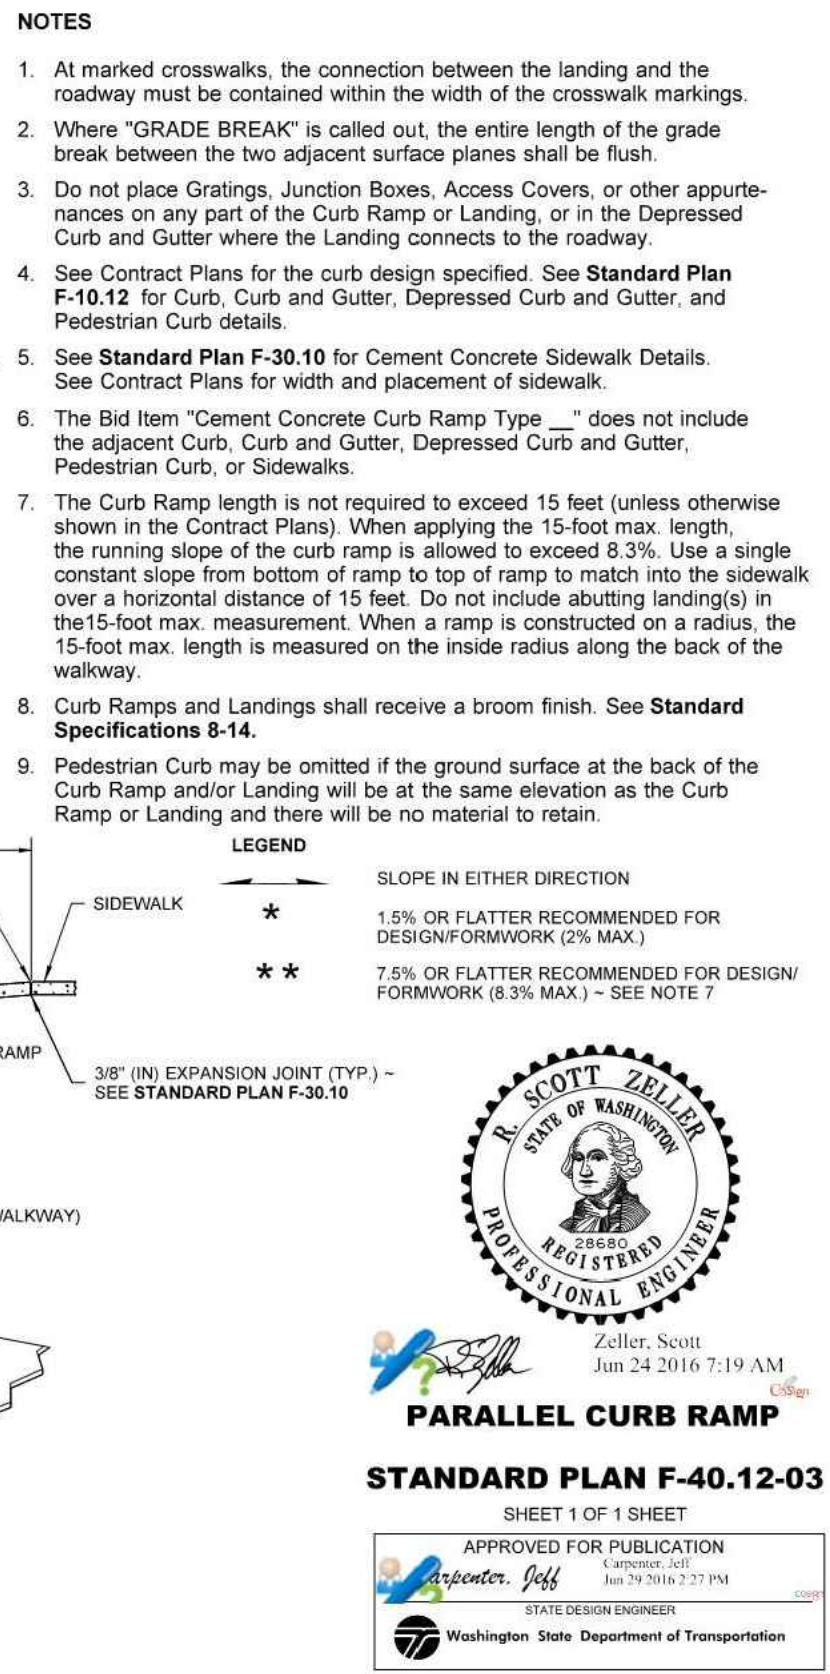 NOTES
1. At marked crosswalks, the connection between the landing and the
roadway must be contained within the width of the crosswalk markings.
2. Where "GRADE BREAK" is called out, the entire length of the grade
break between the two adjacent surface planes shall be flush.
3. Do not place Gratings, Junction Boxes, Access Covers, or other appurte-
nances on any part of the Curb Ramp or Landing, or in the Depressed
Curb and Gutter where the Landing connects to the roadway.
4. See Contract Plans for the curb design specified. See Standard Plan
F-10.12 for Curb, Curb and Gutter, Depressed Curb and Gutter, and
Pedestrian Curb details.
5. See Standard Plan F-30.10 for Cement Concrete Sidewalk Details.
See Contract Plans for width and placement of sidewalk.
6. The Bid Item "Cement Concrete Curb Ramp Type __" does not include
the adjacent Curb, Curb and Gutter, Depressed Curb and Gutter,
Pedestrian Curb, or Sidewalks.
7. The Curb Ramp length is not required to exceed 15 feet (unless otherwise
shown in the Contract Plans). When applying the 15-foot max. length,
the running slope of the curb ramp is allowed to exceed 8.3%. Use a single
constant slope from bottom of ramp to top of ramp to match into the sidewalk
over a horizontal distance of 15 feet. Do not include abutting landing(s) in
the15-foot max. measurement. When a ramp is constructed on a radius, the
15-foot max. length is measured on the inside radius along the back of the
walkway.
8. Curb Ramps and Landings shall receive a broom finish. See Standard
Specifications 8-14.
9. Pedestrian Curb may be omitted if the ground surface at the back of the
Curb Ramp and/or Landing will be at the same elevation as the Curb
Ramp or Landing and there will be no material to retain.
LEGEND
SLOPE IN EITHER DIRECTION
SIDEWALK
* 1.5% OR FLATTER RECOMMENDED FOR
DESIGN/FORMWORK (2% MAX.)
** 7.5% OR FLATTER RECOMMENDED FOR DESIGN/
FORMWORK (8.3% MAX.) ~ SEE NOTE 7
RAMP
3/8" (IN) EXPANSION JOINT (TYP.) ~
SEE STANDARD PLAN F-30.10
WALKWAY)
R. SCOTT ZELLER
STATE OF WASHINGTON
28680
REGISTERED
PROFESSIONAL ENGINEER
Zeller, Scott
Jun 24 2016 7:19 AM
CoSign
PARALLEL CURB RAMP
STANDARD PLAN F-40.12-03
SHEET 1 OF 1 SHEET
APPROVED FOR PUBLICATION
Carpenter, Jeff
arpenter, Jeff
Jun 29 2016 2:27 PM
cosign
STATE DESIGN ENGINEER
Washington State Department of Transportation